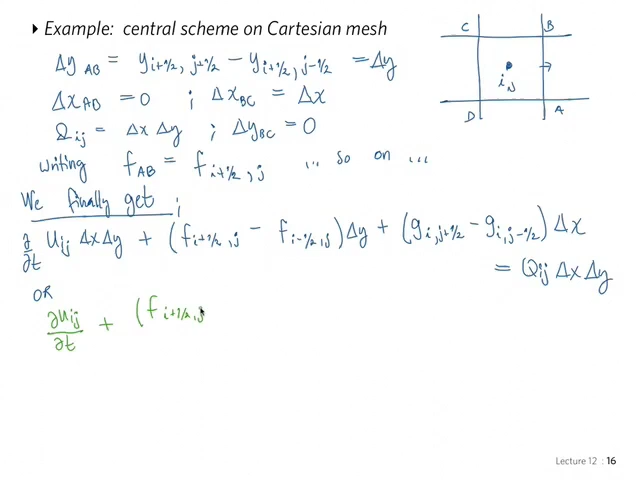 ▸ Example: central scheme on Cartesian mesh
C B
i,j
D A
Δy_AB = y_{i+1/2, j+1/2} − y_{i+1/2, j−1/2} = Δy
Δx_AB = 0 ; Δx_BC = Δx
Ω_ij = Δx Δy ; Δy_BC = 0
writing f_AB = f_{i+1/2, j} ... so on ...
We finally get ;
∂/∂t U_ij Δx Δy + (f_{i+1/2, j} − f_{i−1/2, j}) Δy + (g_{i, j+1/2} − g_{i, j−1/2}) Δx
= Q_ij Δx Δy
OR
∂u_ij/∂t + (f_{i+1/2, j}
Lecture 12 : 16